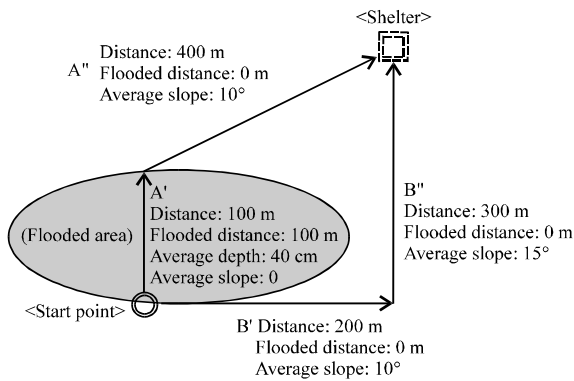 <Shelter>
Distance: 400 m
A" Flooded distance: 0 m
Average slope: 10°
A'
Distance: 100 m
(Flooded area) Flooded distance: 100 m
Average depth: 40 cm
Average slope: 0
B"
Distance: 300 m
Flooded distance: 0 m
Average slope: 15°
<Start point>
B' Distance: 200 m
Flooded distance: 0 m
Average slope: 10°